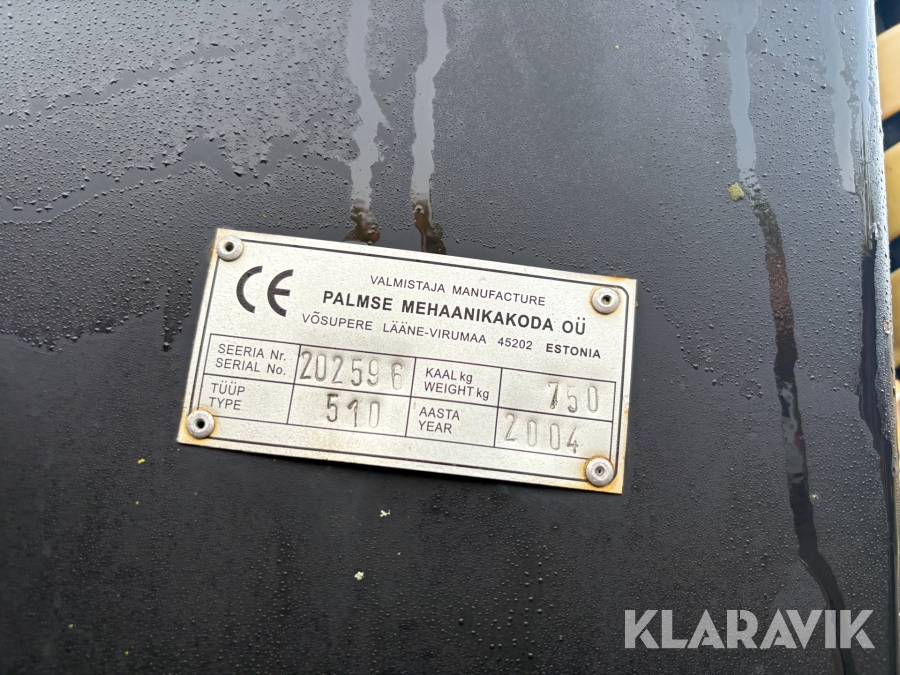 CE
VALMISTAJA MANUFACTURE
PALMSE MEHAANIKAKODA OÜ
VÕSUPERE LÄÄNE-VIRUMAA 45202 ESTONIA
SEERIA Nr.
SERIAL No.
202596
KAAL kg
WEIGHT kg
750
TÜÜP
TYPE
510
AASTA
YEAR
2004
KLARAVIK